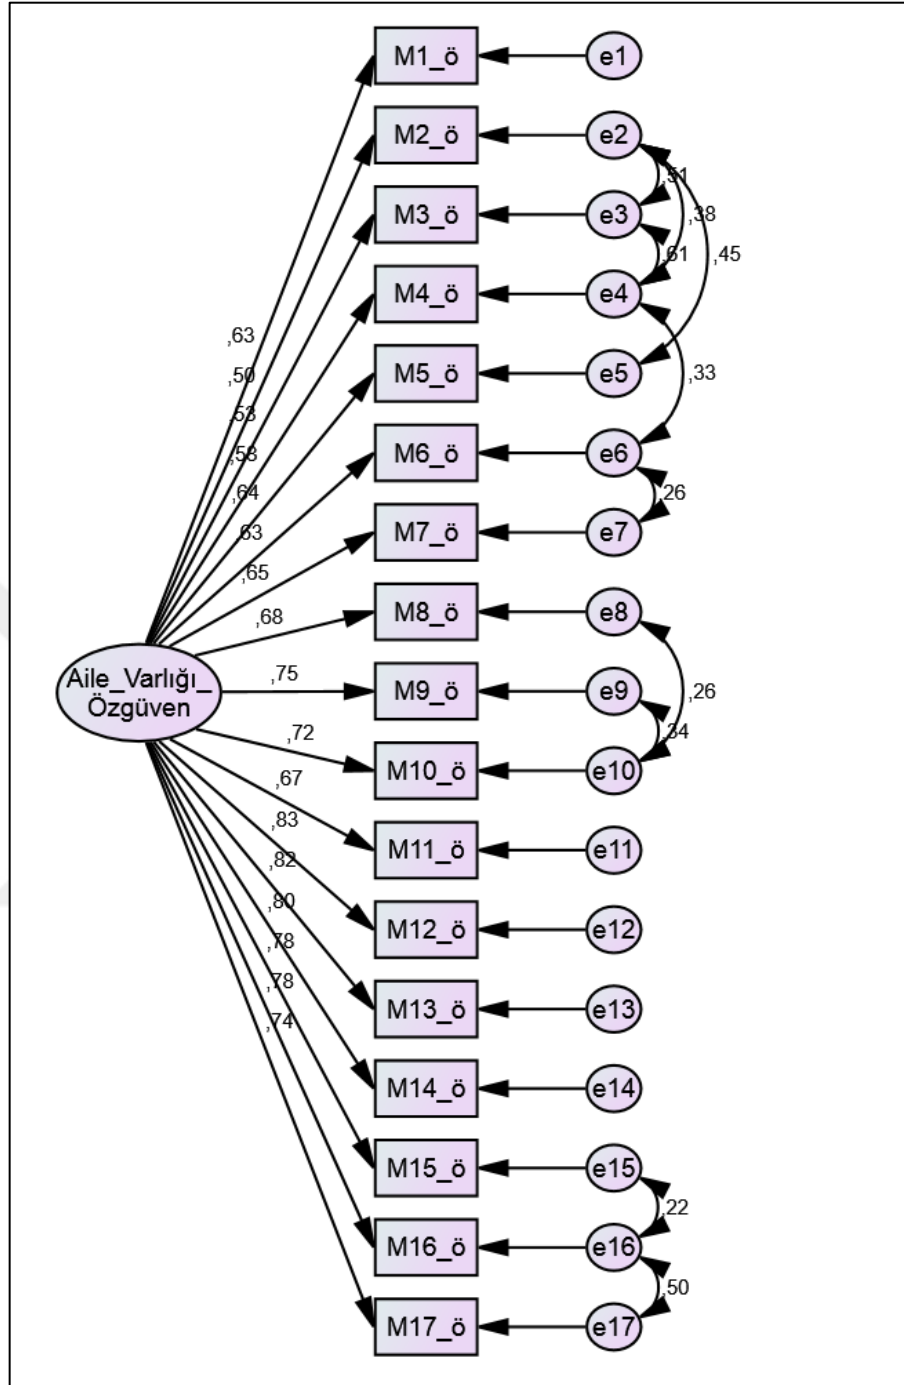 M1_ö
e1
M2_ö
e2
M3_ö
e3
M4_ö
e4
M5_ö
e5
M6_ö
e6
M7_ö
e7
M8_ö
e8
M9_ö
e9
M10_ö
e10
M11_ö
e11
M12_ö
e12
M13_ö
e13
M14_ö
e14
M15_ö
e15
M16_ö
e16
M17_ö
e17
Aile_Varlığı_
Özgüven
,63
,50
,53
,58
,64
,63
,65
,68
,75
,72
,67
,83
,82
,80
,78
,78
,74
,51
,38
,61
,45
,33
,26
,26
,34
,22
,50